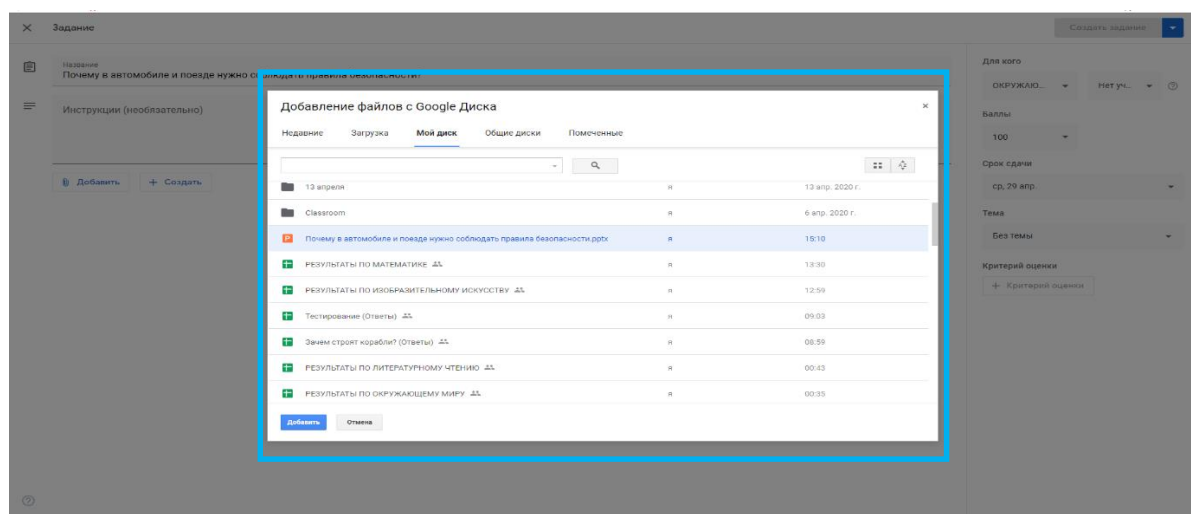 Задание
Создать задание
Название
Почему в автомобиле и поезде нужно соблюдать правила безопасности?
Инструкции (необязательно)
Добавить
+ Создать
Добавление файлов с Google Диска
Недавние Загрузка Мой диск Общие диски Помеченные
13 апреля я 13 апр. 2020 г.
Classroom я 6 апр. 2020 г.
Почему в автомобиле и поезде нужно соблюдать правила безопасности.pptx я 15:10
РЕЗУЛЬТАТЫ ПО МАТЕМАТИКЕ я 13:30
РЕЗУЛЬТАТЫ ПО ИЗОБРАЗИТЕЛЬНОМУ ИСКУССТВУ я 12:59
Тестирование (Ответы) я 09:03
Зачем строят корабли? (Ответы) я 08:59
РЕЗУЛЬТАТЫ ПО ЛИТЕРАТУРНОМУ ЧТЕНИЮ я 00:43
РЕЗУЛЬТАТЫ ПО ОКРУЖАЮЩЕМУ МИРУ я 00:35
Добавить Отмена
Для кого
ОКРУЖАЮ... Нет уч...
Баллы
100
Срок сдачи
ср, 29 апр.
Тема
Без темы
Критерий оценки
+ Критерий оценки